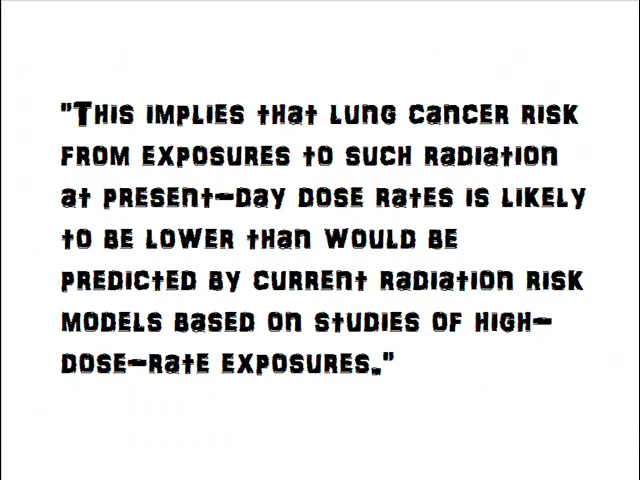 "This implies that lung cancer risk
from exposures to such radiation
at present-day dose rates is likely
to be lower than would be
predicted by current radiation risk
models based on studies of high-
dose-rate exposures."